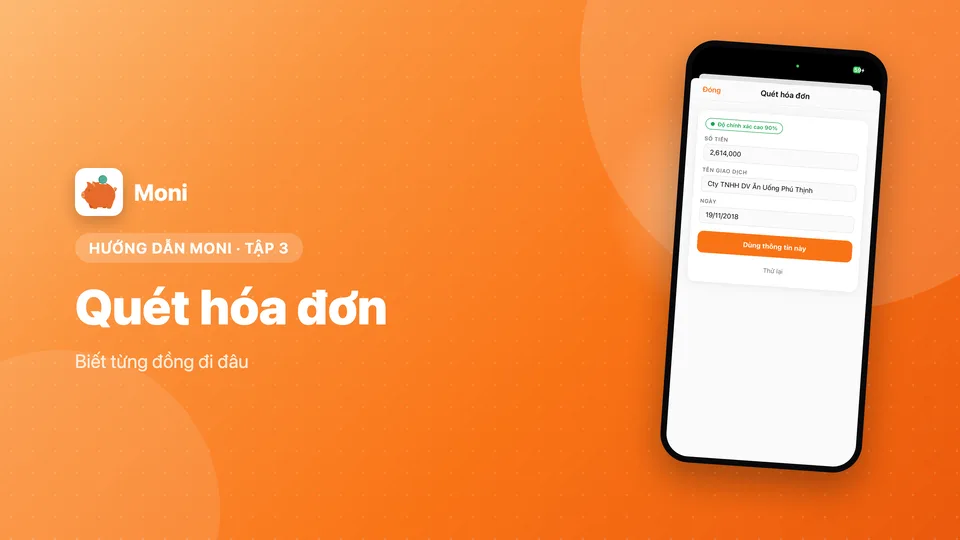 Moni
HƯỚNG DẪN MONI · TẬP 3
Quét hóa đơn
Biết từng đồng đi đâu
Đóng
Quét hóa đơn
Độ chính xác cao 90%
SỐ TIỀN
2,614,000
TÊN GIAO DỊCH
Cty TNHH DV Ăn Uống Phú Thịnh
NGÀY
19/11/2018
Dùng thông tin này
Thử lại